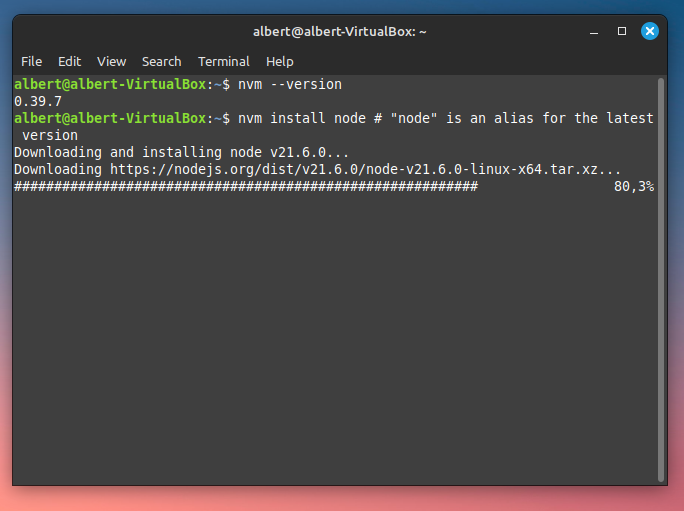 albert@albert-VirtualBox: ~
File Edit View Search Terminal Help
albert@albert-VirtualBox:~$ nvm --version
0.39.7
albert@albert-VirtualBox:~$ nvm install node # "node" is an alias for the latest
 version
Downloading and installing node v21.6.0...
Downloading https://nodejs.org/dist/v21.6.0/node-v21.6.0-linux-x64.tar.xz...
########################################################## 80,3%